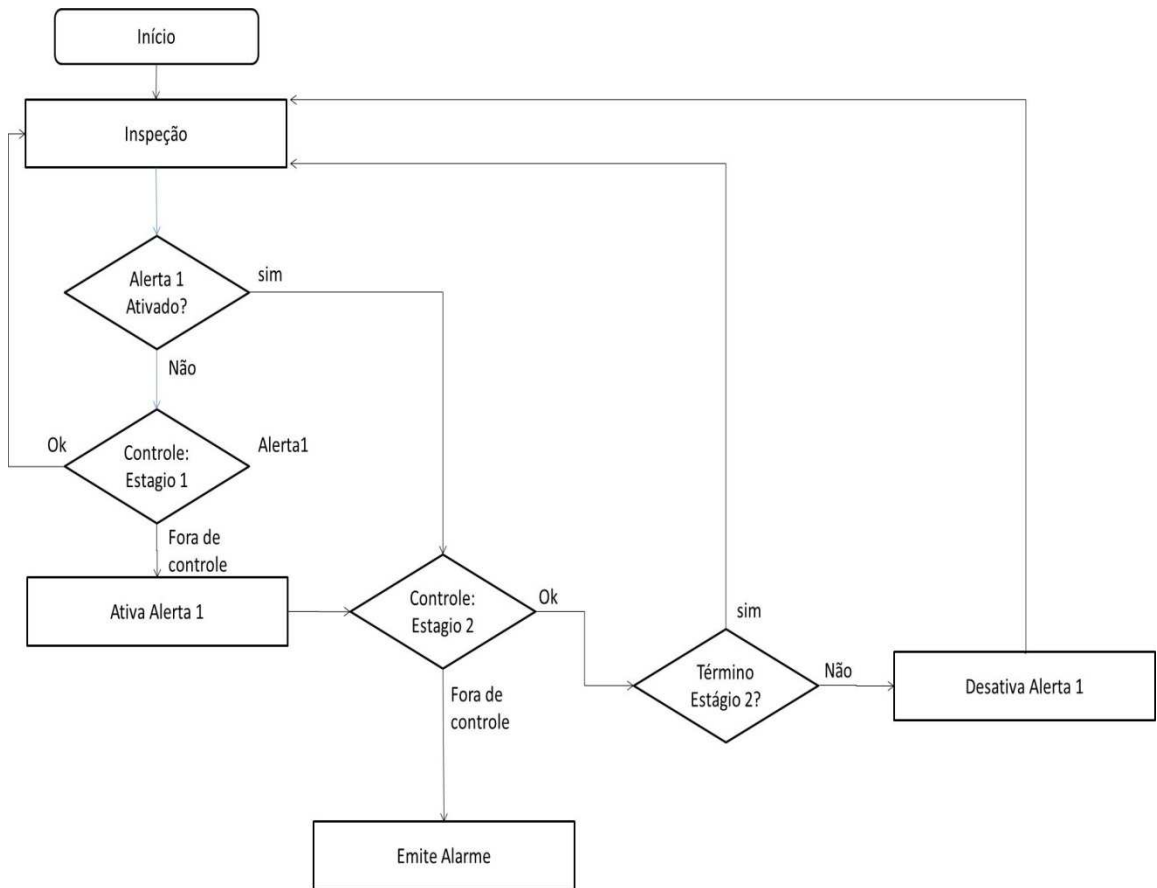 Início
Inspeção
Alerta 1
Ativado?
sim
Não
Ok
Controle:
Estagio 1
Alerta1
Fora de
controle
Ativa Alerta 1
Controle:
Estagio 2
Ok
Fora de
controle
sim
Término
Estágio 2?
Não
Desativa Alerta 1
Emite Alarme